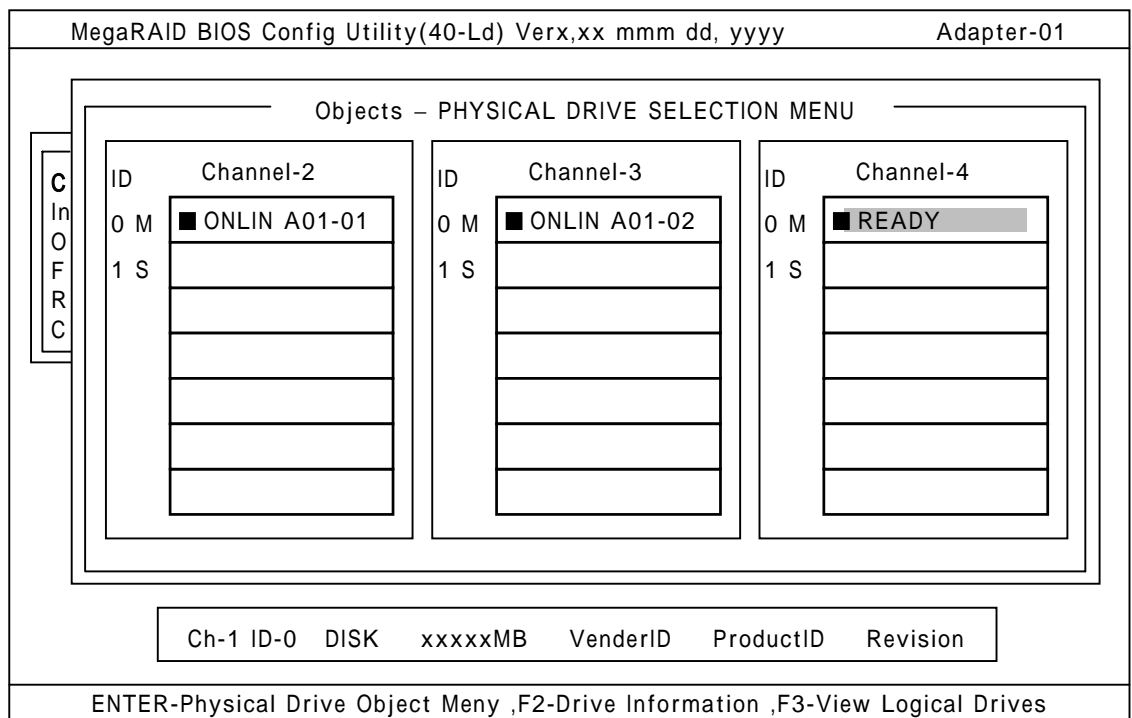 MegaRAID BIOS Config Utility(40-Ld) Verx,xx mmm dd, yyyy Adapter-01
Objects – PHYSICAL DRIVE SELECTION MENU
C
In
O
F
R
C
ID Channel-2
0 M ONLIN A01-01
1 S
ID Channel-3
0 M ONLIN A01-02
1 S
ID Channel-4
0 M READY
1 S
Ch-1 ID-0 DISK xxxxxMB VenderID ProductID Revision
ENTER-Physical Drive Object Meny ,F2-Drive Information ,F3-View Logical Drives